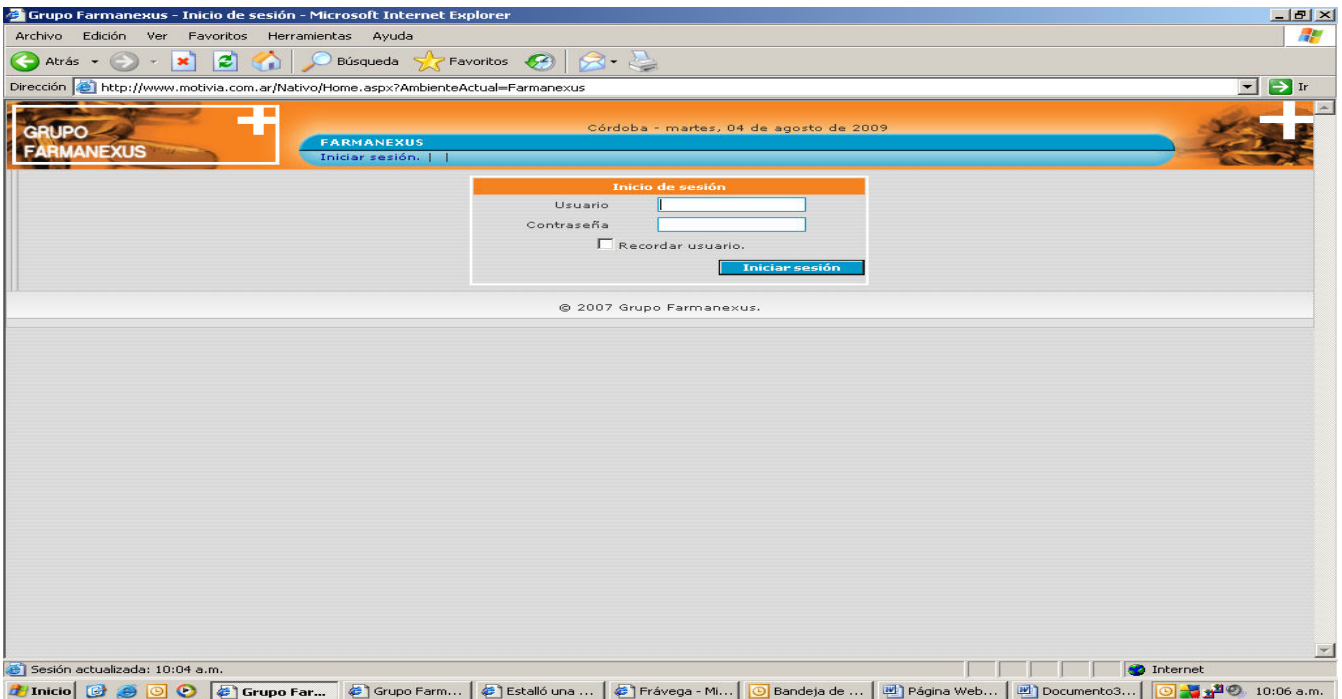 Grupo Farmanexus - Inicio de sesión - Microsoft Internet Explorer
Archivo Edición Ver Favoritos Herramientas Ayuda
Atrás Búsqueda Favoritos
Dirección http://www.motivia.com.ar/Nativo/Home.aspx?AmbienteActual=Farmanexus Ir
GRUPO
FARMANEXUS
Córdoba - martes, 04 de agosto de 2009
FARMANEXUS
Iniciar sesión. | |
Inicio de sesión
Usuario
Contraseña
Recordar usuario.
Iniciar sesión
© 2007 Grupo Farmanexus.
Sesión actualizada: 10:04 a.m. Internet
Inicio Grupo Far... Grupo Farm... Estalló una ... Frávega - Mi... Bandeja de ... Página Web... Documento3... 10:06 a.m.